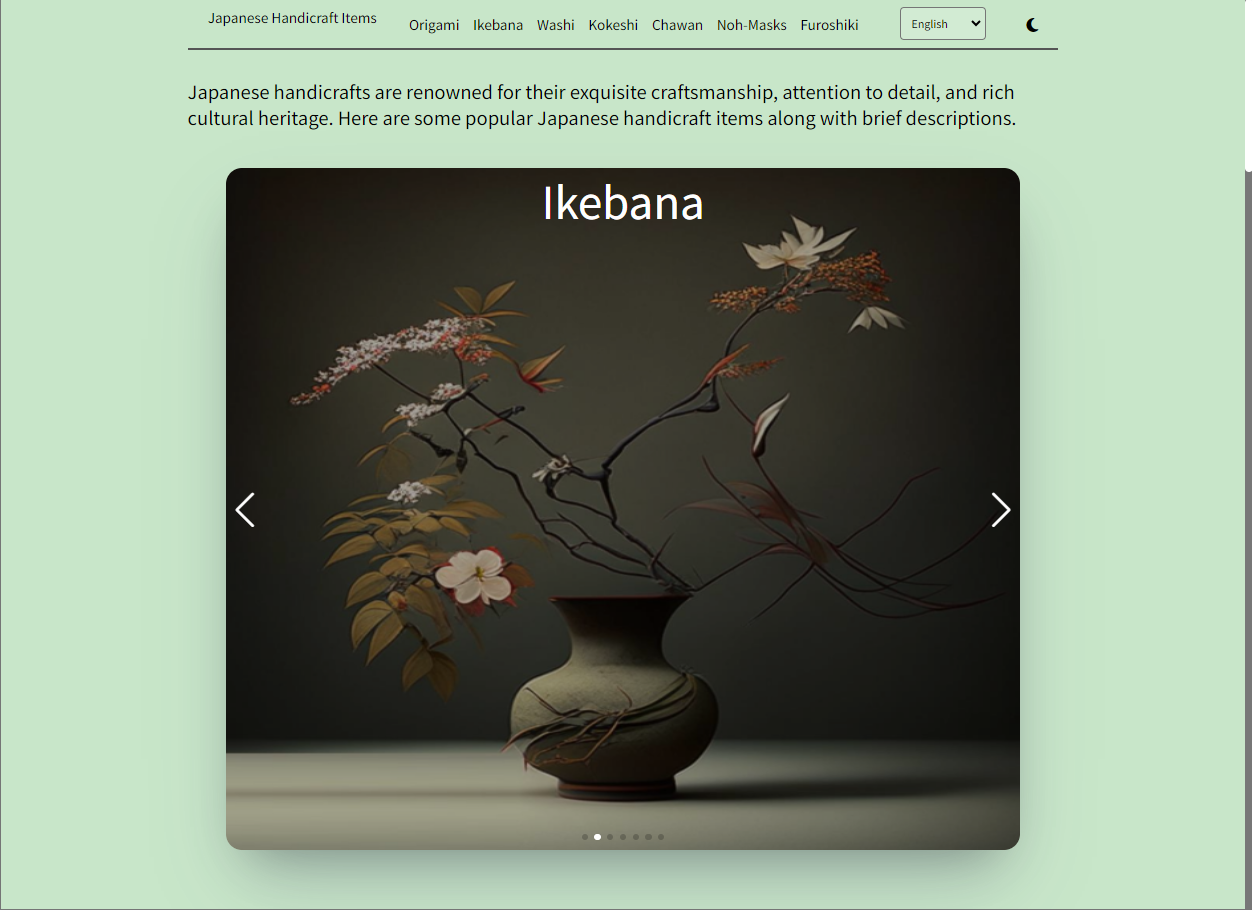 Japanese Handicraft Items
Origami Ikebana Washi Kokeshi Chawan Noh-Masks Furoshiki
English
Japanese handicrafts are renowned for their exquisite craftsmanship, attention to detail, and rich
cultural heritage. Here are some popular Japanese handicraft items along with brief descriptions.
Ikebana